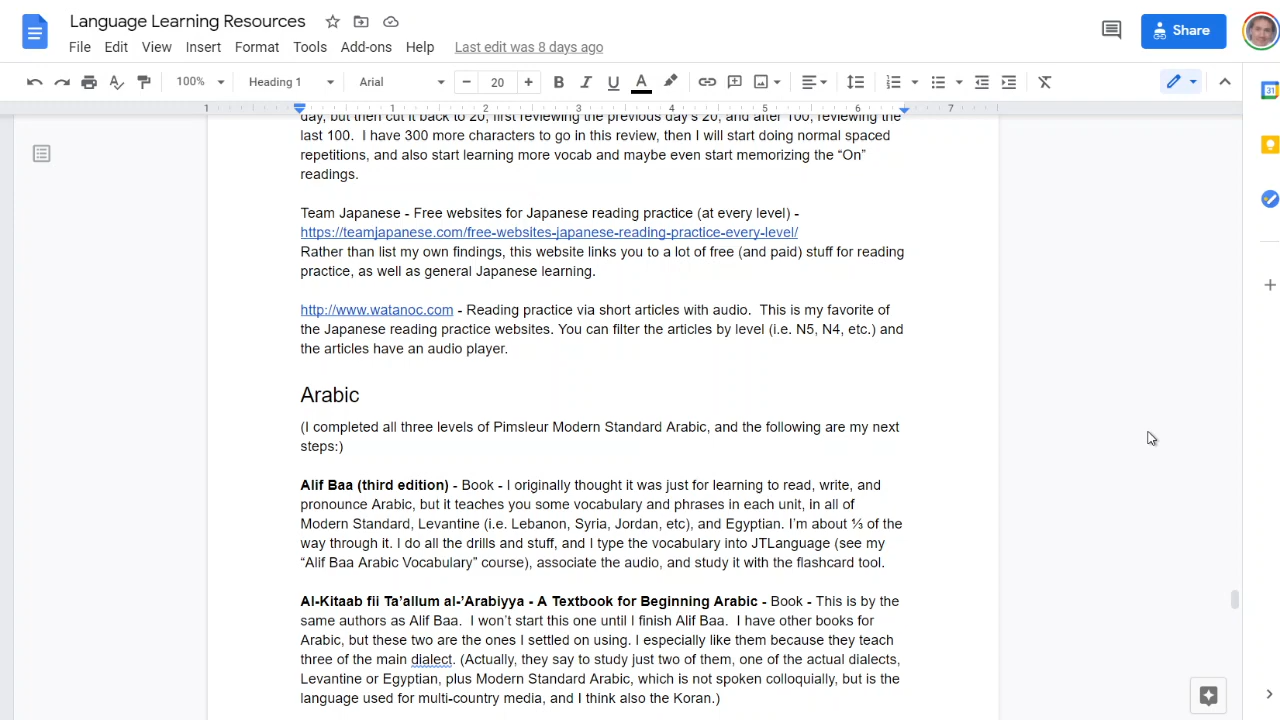 Language Learning Resources
File Edit View Insert Format Tools Add-ons Help Last edit was 8 days ago
Share
100% Heading 1 Arial 20 B I U A
31
1 1 2 3 4 5 6 7
day, but then cut it back to 20, first reviewing the previous day's 20, and after 100, reviewing the
last 100.  I have 300 more characters to go in this review, then I will start doing normal spaced
repetitions, and also start learning more vocab and maybe even start memorizing the “On”
readings.
Team Japanese - Free websites for Japanese reading practice (at every level) -
https://teamjapanese.com/free-websites-japanese-reading-practice-every-level/
Rather than list my own findings, this website links you to a lot of free (and paid) stuff for reading
practice, as well as general Japanese learning.
http://www.watanoc.com - Reading practice via short articles with audio.  This is my favorite of
the Japanese reading practice websites. You can filter the articles by level (i.e. N5, N4, etc.) and
the articles have an audio player.
Arabic
(I completed all three levels of Pimsleur Modern Standard Arabic, and the following are my next
steps:)
Alif Baa (third edition) - Book - I originally thought it was just for learning to read, write, and
pronounce Arabic, but it teaches you some vocabulary and phrases in each unit, in all of
Modern Standard, Levantine (i.e. Lebanon, Syria, Jordan, etc), and Egyptian. I’m about ⅓ of the
way through it. I do all the drills and stuff, and I type the vocabulary into JTLanguage (see my
“Alif Baa Arabic Vocabulary” course), associate the audio, and study it with the flashcard tool.
Al-Kitaab fii Ta’allum al-’Arabiyya - A Textbook for Beginning Arabic - Book - This is by the
same authors as Alif Baa.  I won’t start this one until I finish Alif Baa.  I have other books for
Arabic, but these two are the ones I settled on using. I especially like them because they teach
three of the main dialect. (Actually, they say to study just two of them, one of the actual dialects,
Levantine or Egyptian, plus Modern Standard Arabic, which is not spoken colloquially, but is the
language used for multi-country media, and I think also the Koran.)